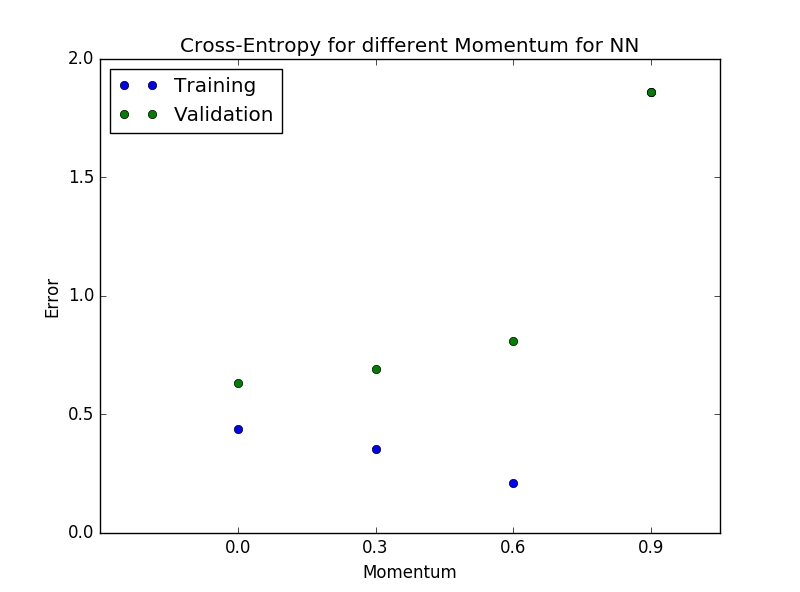 Cross-Entropy for different Momentum for NN
Training
Validation
2.0
1.5
1.0
0.5
0.0
Error
0.0 0.3 0.6 0.9
Momentum